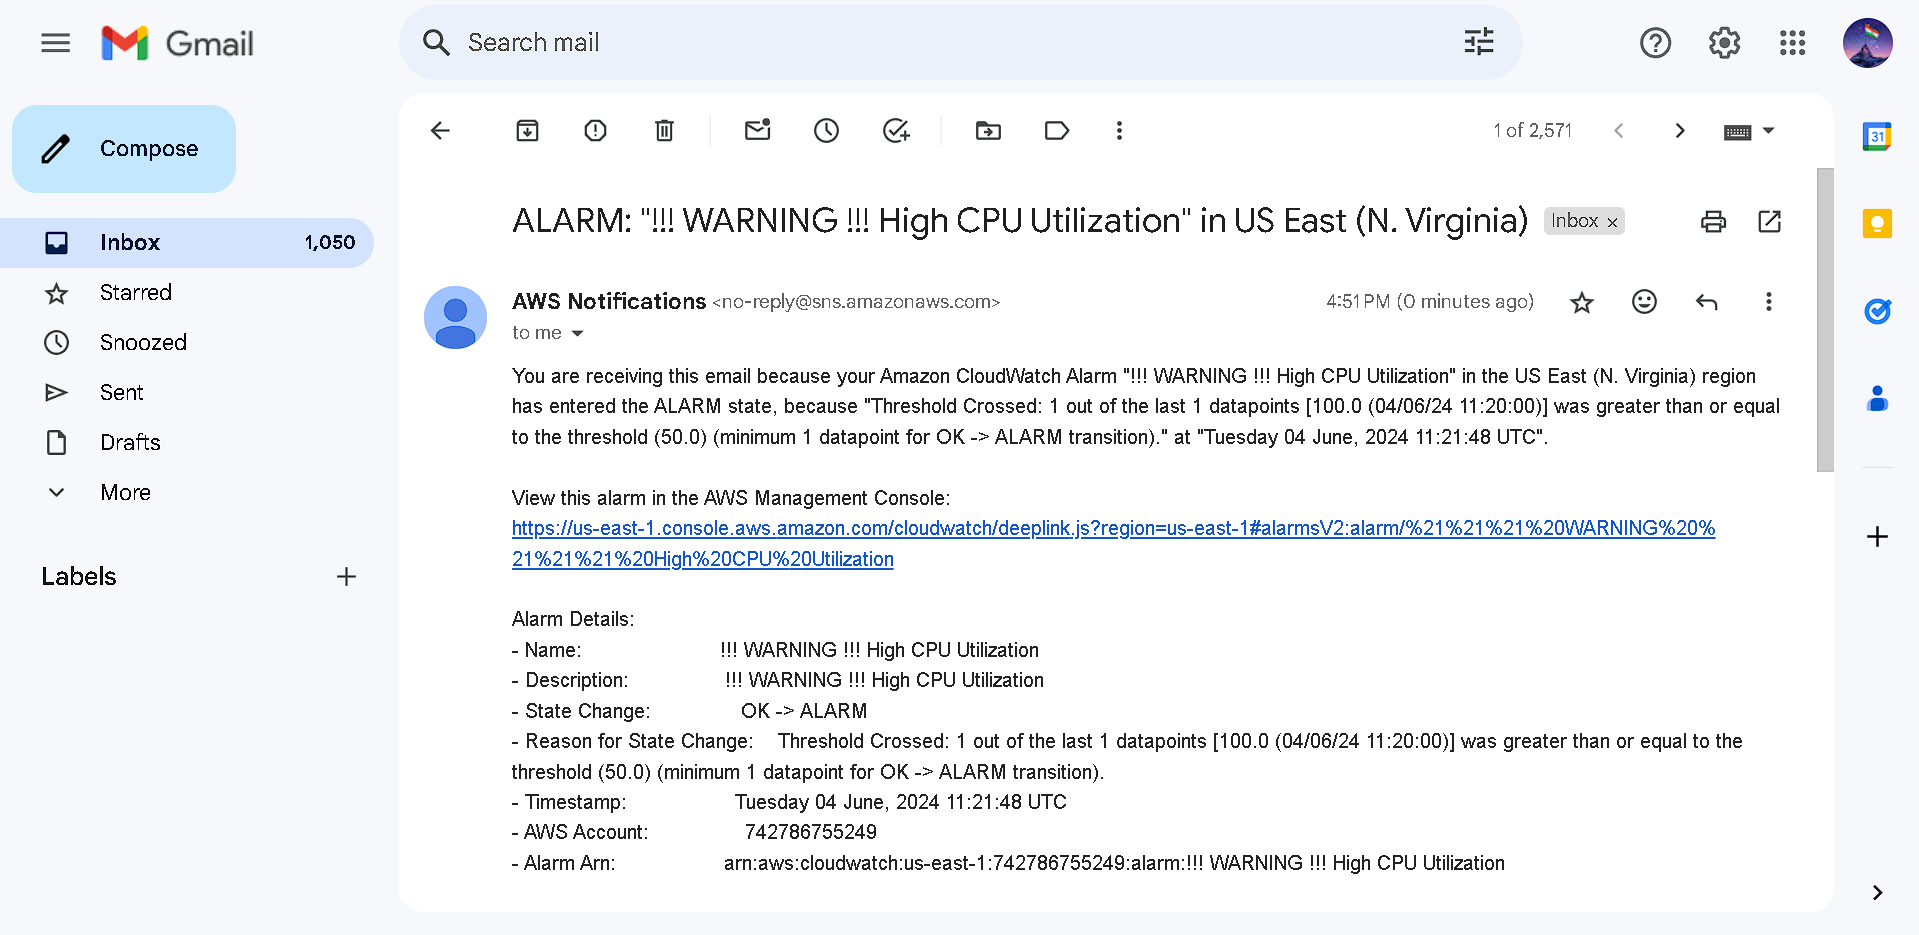 Gmail
Search mail
Compose
1 of 2,571
31
ALARM: "!!! WARNING !!! High CPU Utilization" in US East (N. Virginia) Inbox x
Inbox 1,050
Starred
Snoozed
Sent
Drafts
More
Labels
AWS Notifications <no-reply@sns.amazonaws.com> 4:51 PM (0 minutes ago)
to me
You are receiving this email because your Amazon CloudWatch Alarm "!!! WARNING !!! High CPU Utilization" in the US East (N. Virginia) region
has entered the ALARM state, because "Threshold Crossed: 1 out of the last 1 datapoints [100.0 (04/06/24 11:20:00)] was greater than or equal
to the threshold (50.0) (minimum 1 datapoint for OK -> ALARM transition)." at "Tuesday 04 June, 2024 11:21:48 UTC".
View this alarm in the AWS Management Console:
https://us-east-1.console.aws.amazon.com/cloudwatch/deeplink.js?region=us-east-1#alarmsV2:alarm/%21%21%21%20WARNING%20%
21%21%21%20High%20CPU%20Utilization
Alarm Details:
- Name: !!! WARNING !!! High CPU Utilization
- Description: !!! WARNING !!! High CPU Utilization
- State Change: OK -> ALARM
- Reason for State Change: Threshold Crossed: 1 out of the last 1 datapoints [100.0 (04/06/24 11:20:00)] was greater than or equal to the
threshold (50.0) (minimum 1 datapoint for OK -> ALARM transition).
- Timestamp: Tuesday 04 June, 2024 11:21:48 UTC
- AWS Account: 742786755249
- Alarm Arn: arn:aws:cloudwatch:us-east-1:742786755249:alarm:!!! WARNING !!! High CPU Utilization